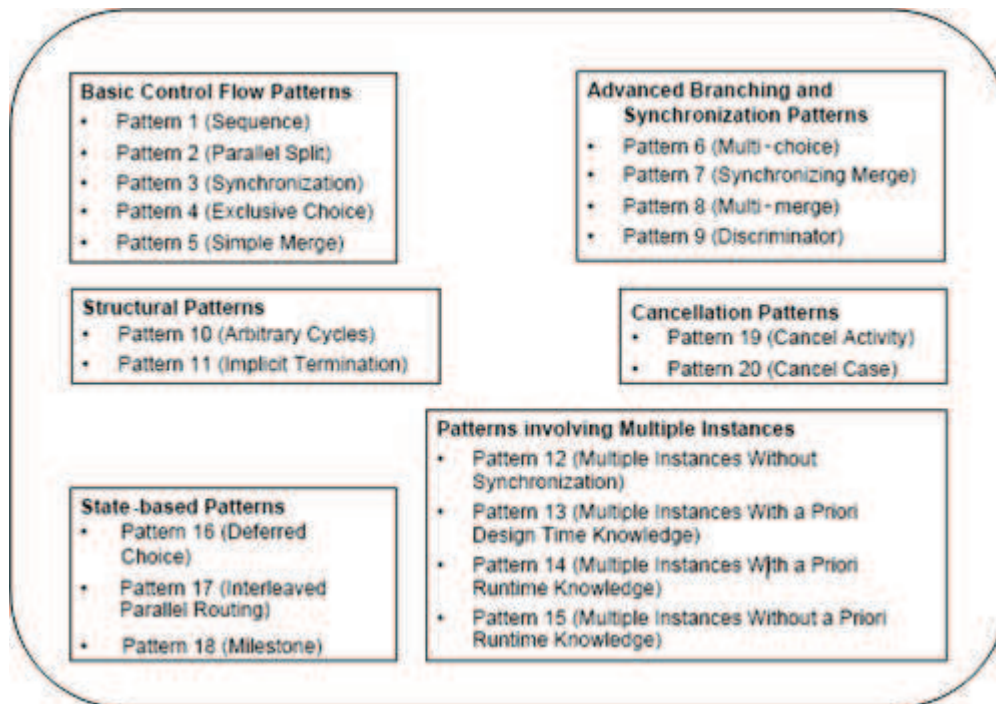 Basic Control Flow Patterns
• Pattern 1 (Sequence)
• Pattern 2 (Parallel Split)
• Pattern 3 (Synchronization)
• Pattern 4 (Exclusive Choice)
• Pattern 5 (Simple Merge)
Advanced Branching and
Synchronization Patterns
• Pattern 6 (Multi-choice)
• Pattern 7 (Synchronizing Merge)
• Pattern 8 (Multi-merge)
• Pattern 9 (Discriminator)
Structural Patterns
• Pattern 10 (Arbitrary Cycles)
• Pattern 11 (Implicit Termination)
Cancellation Patterns
• Pattern 19 (Cancel Activity)
• Pattern 20 (Cancel Case)
Patterns involving Multiple Instances
• Pattern 12 (Multiple Instances Without
Synchronization)
• Pattern 13 (Multiple Instances With a Priori
Design Time Knowledge)
• Pattern 14 (Multiple Instances With a Priori
Runtime Knowledge)
• Pattern 15 (Multiple Instances Without a Priori
Runtime Knowledge)
State-based Patterns
• Pattern 16 (Deferred
Choice)
• Pattern 17 (Interleaved
Parallel Routing)
• Pattern 18 (Milestone)